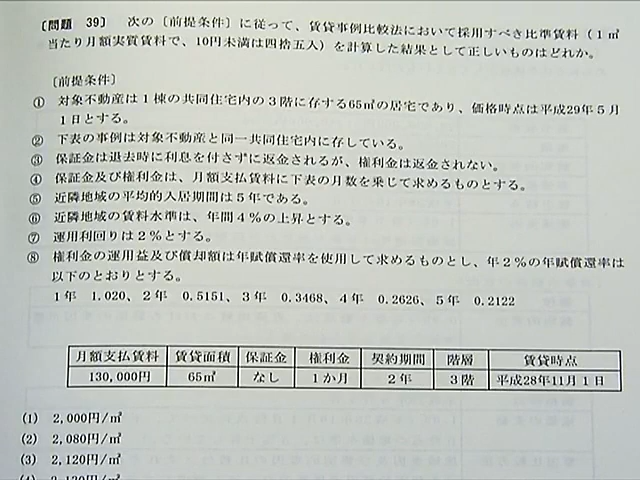 〔問題 39〕 次の〔前提条件〕に従って、賃貸事例比較法において採用すべき比準賃料(1㎡
当たり月額実質賃料で、10円未満は四捨五入)を計算した結果として正しいものはどれか。
〔前提条件〕
① 対象不動産は1棟の共同住宅内の3階に存する65㎡の居宅であり、価格時点は平成29年5月
1日とする。
② 下表の事例は対象不動産と同一共同住宅内に存している。
③ 保証金は退去時に利息を付さずに返金されるが、権利金は返金されない。
④ 保証金及び権利金は、月額支払賃料に下表の月数を乗じて求めるものとする。
⑤ 近隣地域の平均的入居期間は5年である。
⑥ 近隣地域の賃料水準は、年間4%の上昇とする。
⑦ 運用利回りは2%とする。
⑧ 権利金の運用益及び償却額は年賦償還率を使用して求めるものとし、年2%の年賦償還率は
以下のとおりとする。
1年 1.020、2年 0.5151、3年 0.3468、4年 0.2626、5年 0.2122
月額支払賃料 賃貸面積 保証金 権利金 契約期間 階層 賃貸時点
130,000円 65㎡ なし 1か月 2年 3階 平成28年11月1日
(1) 2,000円/㎡
(2) 2,080円/㎡
(3) 2,120円/㎡